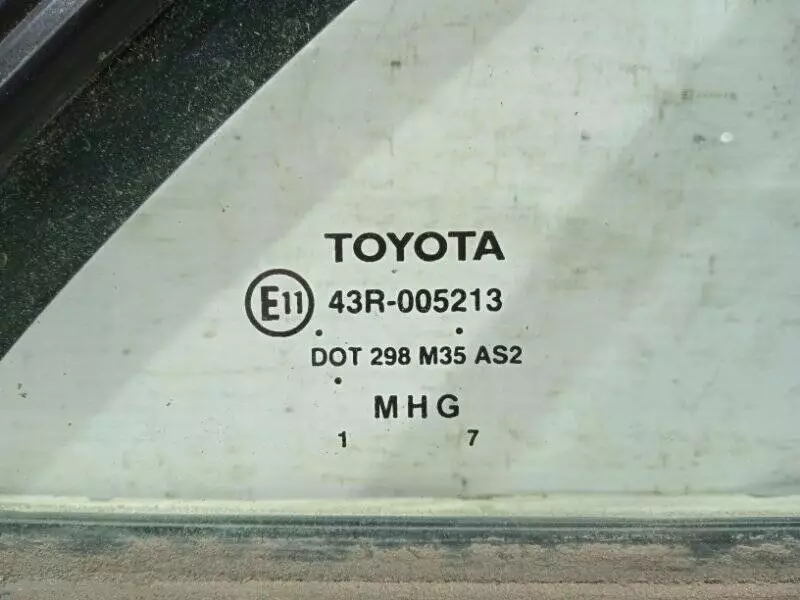 TOYOTA
E11 43R-005213
DOT 298 M35 AS2
MHG
1 7